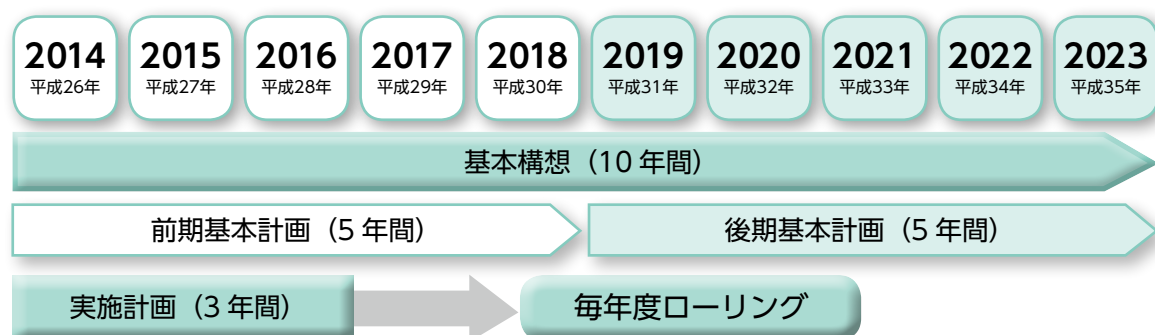 2014 2015 2016 2017 2018 2019 2020 2021 2022 2023
平成26年 平成27年 平成28年 平成29年 平成30年 平成31年 平成32年 平成33年 平成34年 平成35年
基本構想（10 年間）
前期基本計画（5 年間） 後期基本計画（5 年間）
実施計画（3 年間） 毎年度ローリング